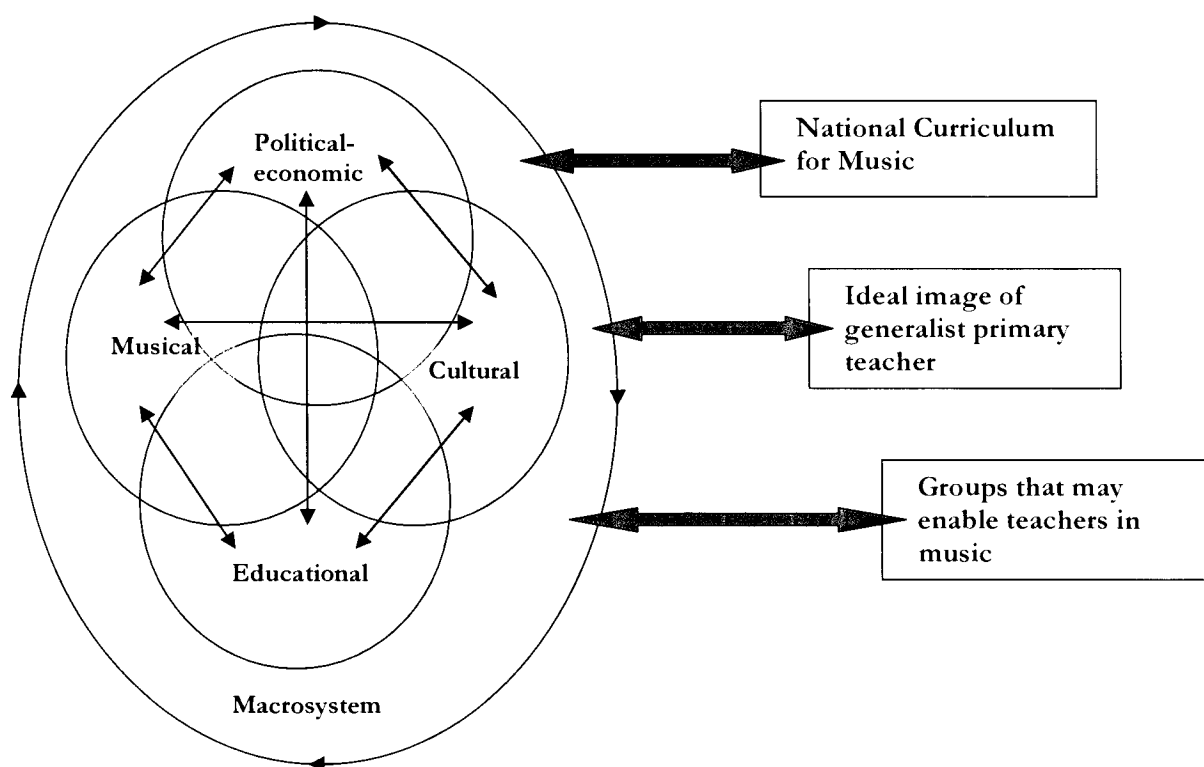 Political-
economic
Musical
Cultural
Educational
Macrosystem
National Curriculum
for Music
Ideal image of
generalist primary
teacher
Groups that may
enable teachers in
music